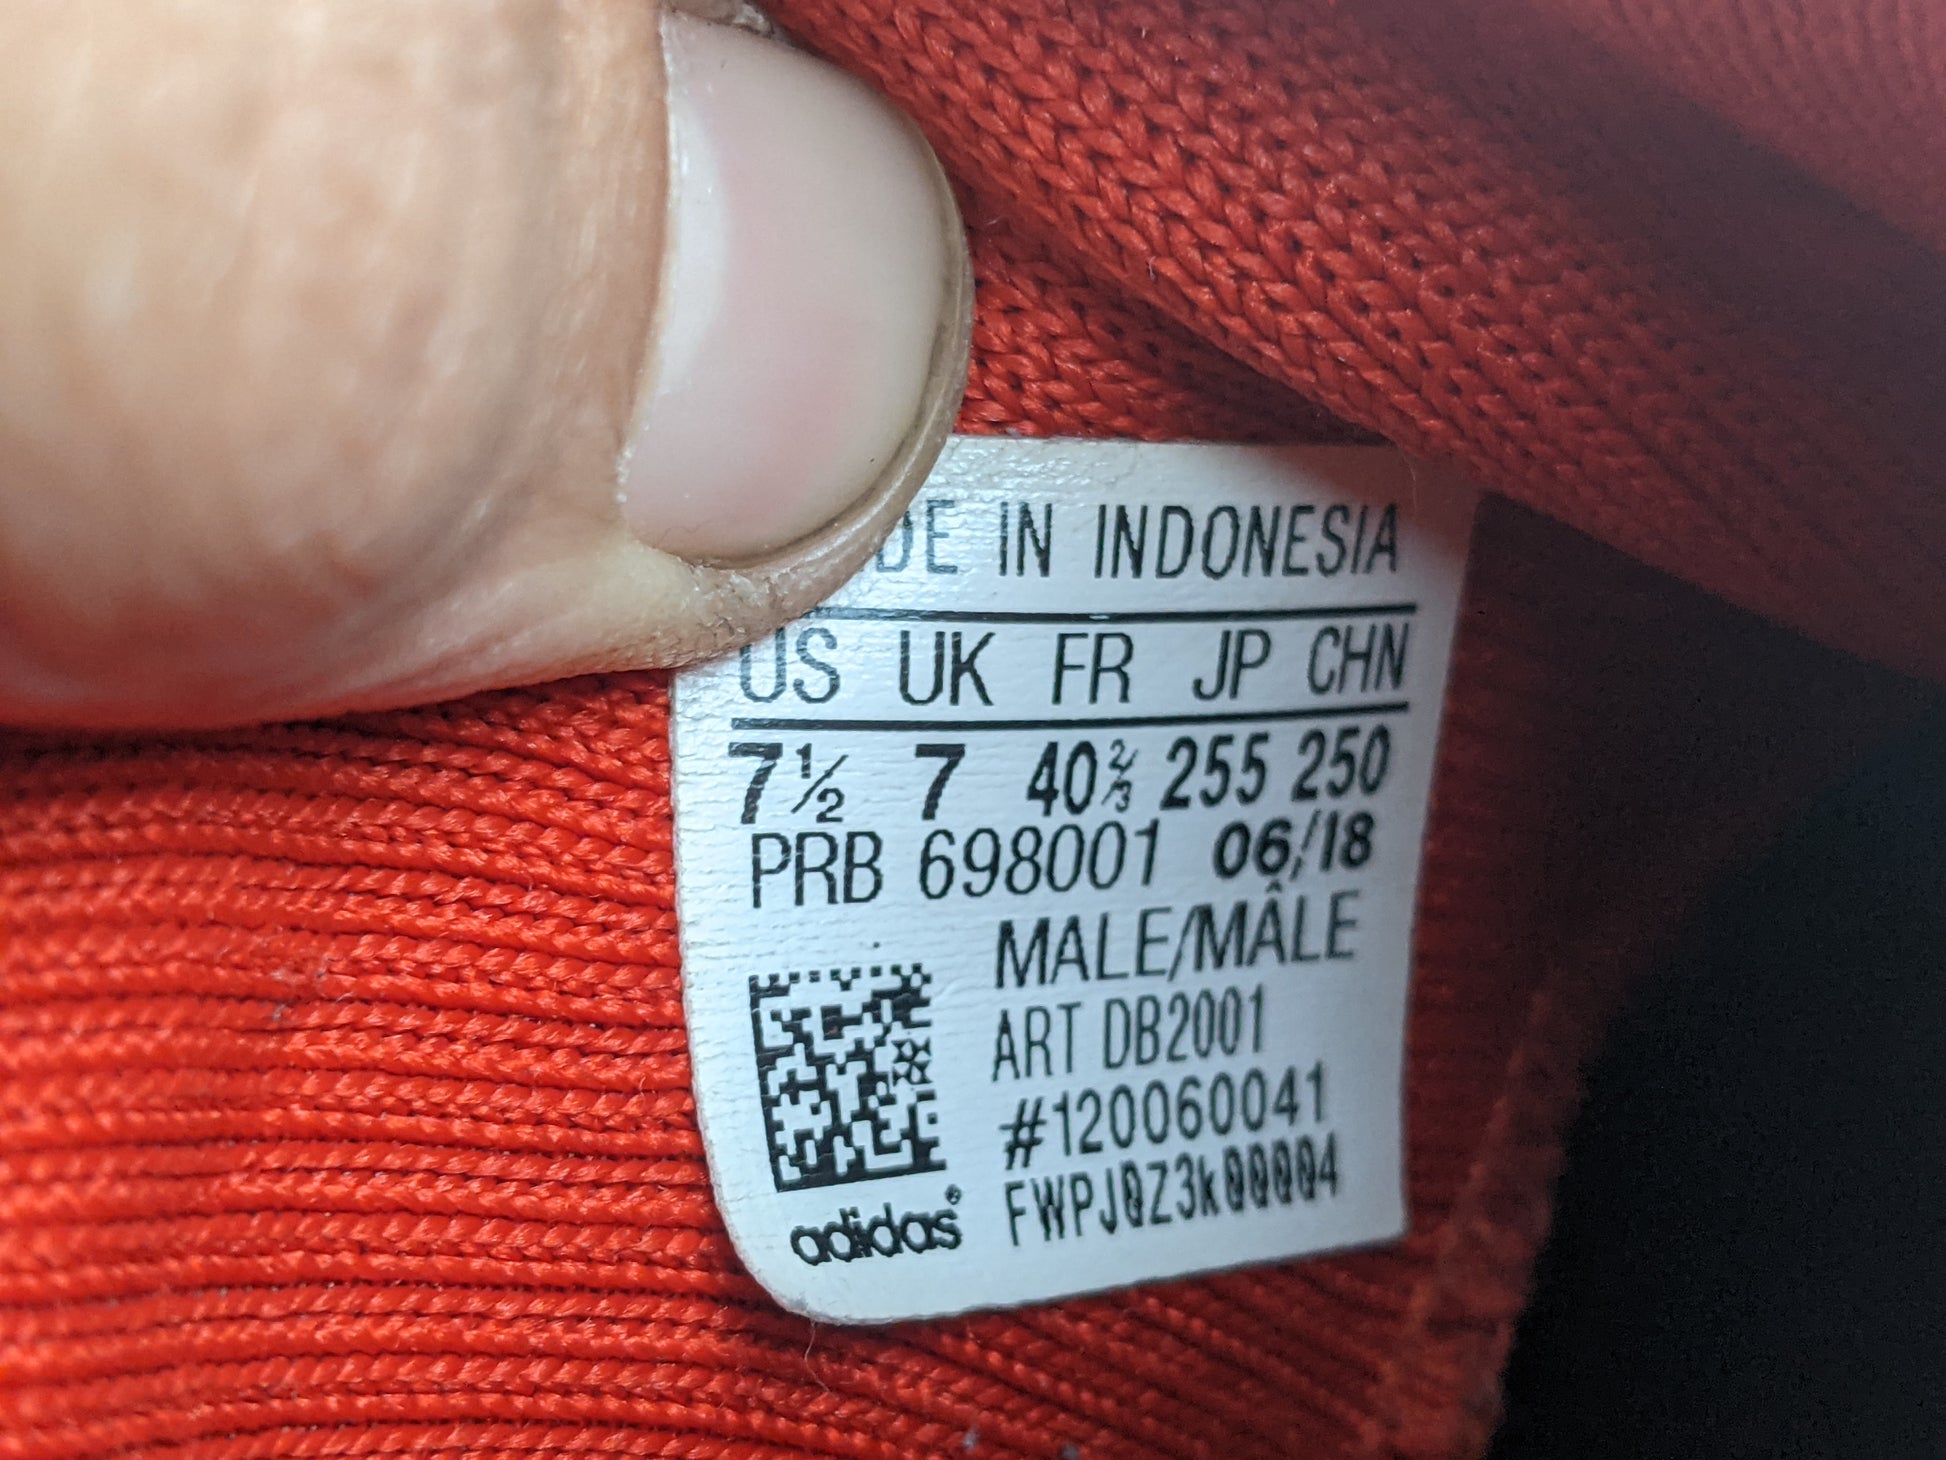 DE IN INDONESIA
US UK FR JP CHN
7½ 7 40⅔ 255 250
PRB 698001 06/18
MALE/MÂLE
ART DB2001
#120060041
FWPJQZ3k00004
adidas®